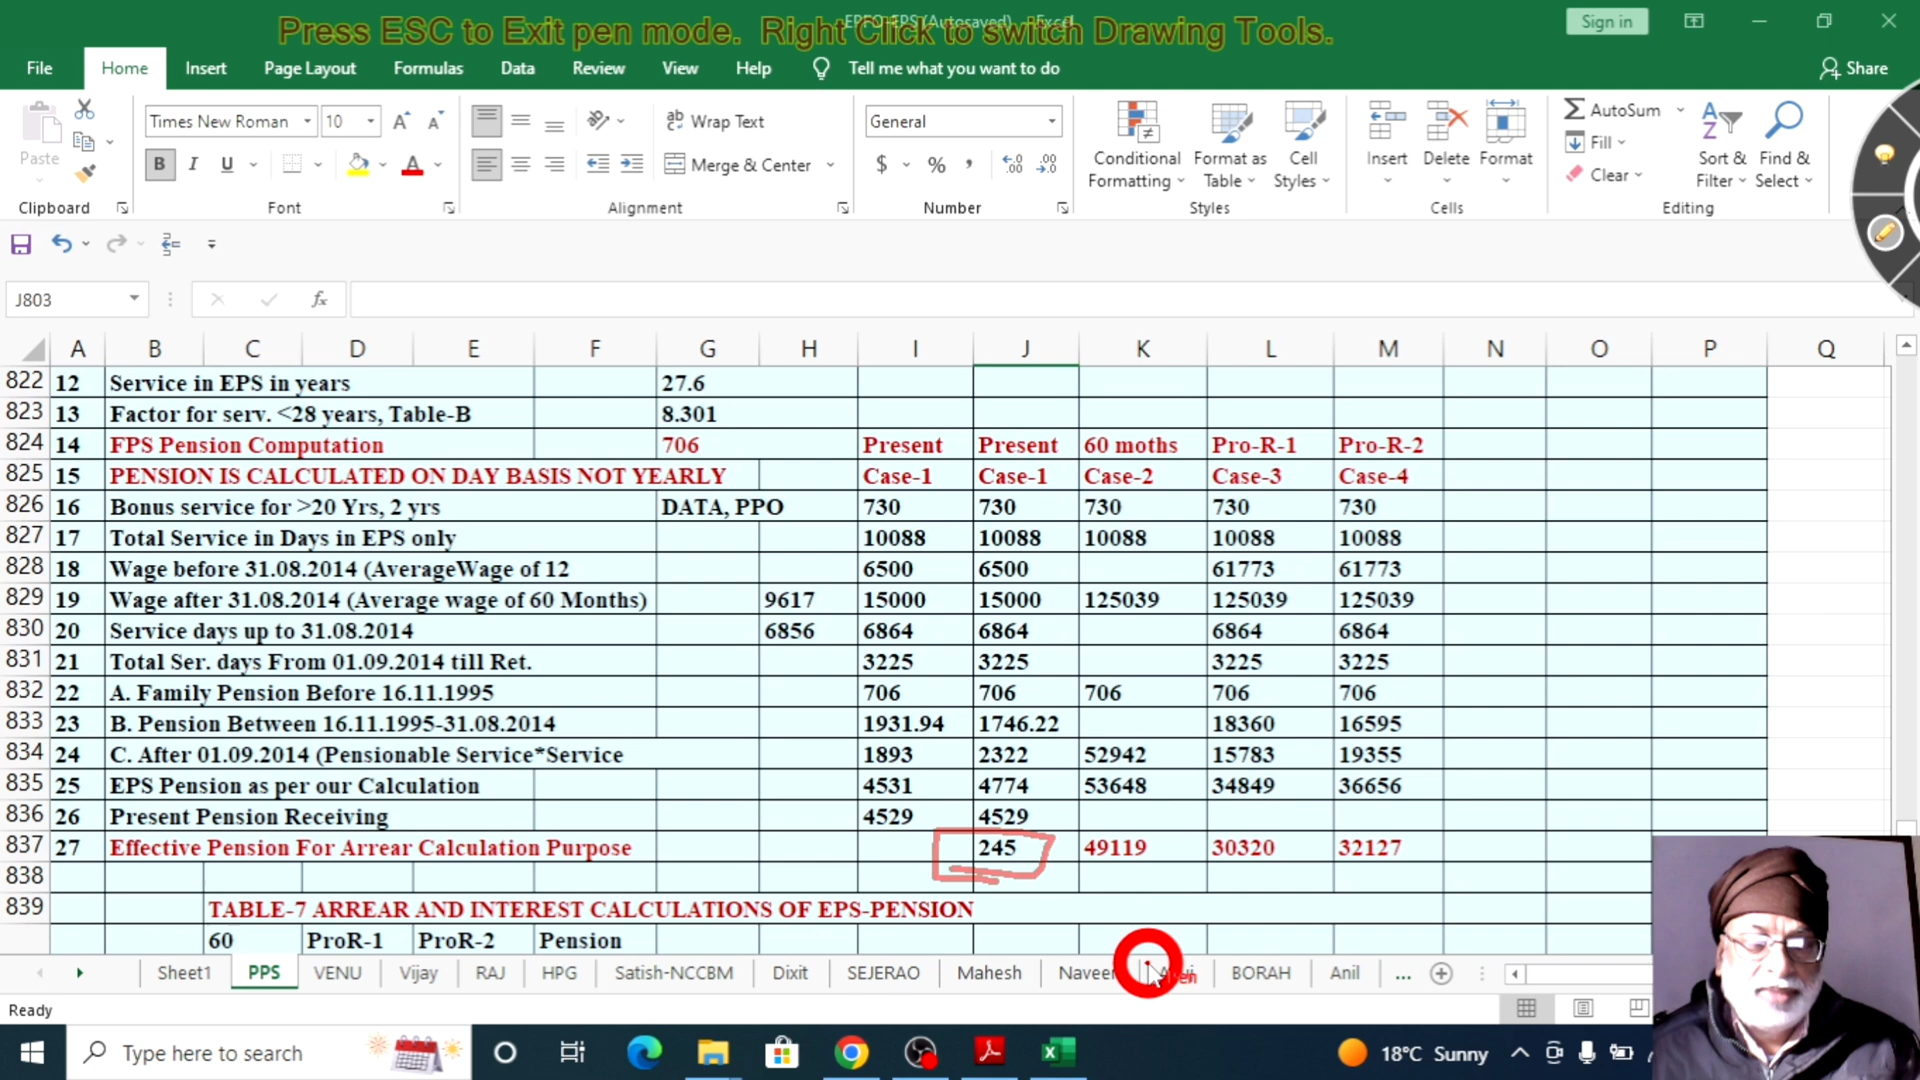 Press ESC to Exit pen mode. Right Click to switch Drawing Tools.
EPFO-EPS (Autosaved) - Excel
Sign in
File Home Insert Page Layout Formulas Data Review View Help Tell me what you want to do Share
Paste
Times New Roman 10
Wrap Text
General
B I U
Merge & Center
$ % ,
Conditional Formatting
Format as Table
Cell Styles
Insert Delete Format
AutoSum
Fill
Clear
Sort & Filter
Find & Select
Clipboard Font Alignment Number Styles Cells Editing
J803 fx
A B C D E F G H I J K L M N O P Q
822 12 Service in EPS in years 27.6
823 13 Factor for serv. <28 years, Table-B 8.301
824 14 FPS Pension Computation 706 Present Present 60 moths Pro-R-1 Pro-R-2
825 15 PENSION IS CALCULATED ON DAY BASIS NOT YEARLY Case-1 Case-1 Case-2 Case-3 Case-4
826 16 Bonus service for >20 Yrs, 2 yrs DATA, PPO 730 730 730 730 730
827 17 Total Service in Days in EPS only 10088 10088 10088 10088 10088
828 18 Wage before 31.08.2014 (AverageWage of 12 6500 6500 61773 61773
829 19 Wage after 31.08.2014 (Average wage of 60 Months) 9617 15000 15000 125039 125039 125039
830 20 Service days up to 31.08.2014 6856 6864 6864 6864 6864
831 21 Total Ser. days From 01.09.2014 till Ret. 3225 3225 3225 3225
832 22 A. Family Pension Before 16.11.1995 706 706 706 706 706
833 23 B. Pension Between 16.11.1995-31.08.2014 1931.94 1746.22 18360 16595
834 24 C. After 01.09.2014 (Pensionable Service*Service 1893 2322 52942 15783 19355
835 25 EPS Pension as per our Calculation 4531 4774 53648 34849 36656
836 26 Present Pension Receiving 4529 4529
837 27 Effective Pension For Arrear Calculation Purpose 245 49119 30320 32127
838
839 TABLE-7 ARREAR AND INTEREST CALCULATIONS OF EPS-PENSION
60 ProR-1 ProR-2 Pension
Sheet1 PPS VENU Vijay RAJ HPG Satish-NCCBM Dixit SEJERAO Mahesh Naveen BORAH Anil ...
Ready
Type here to search
18°C Sunny